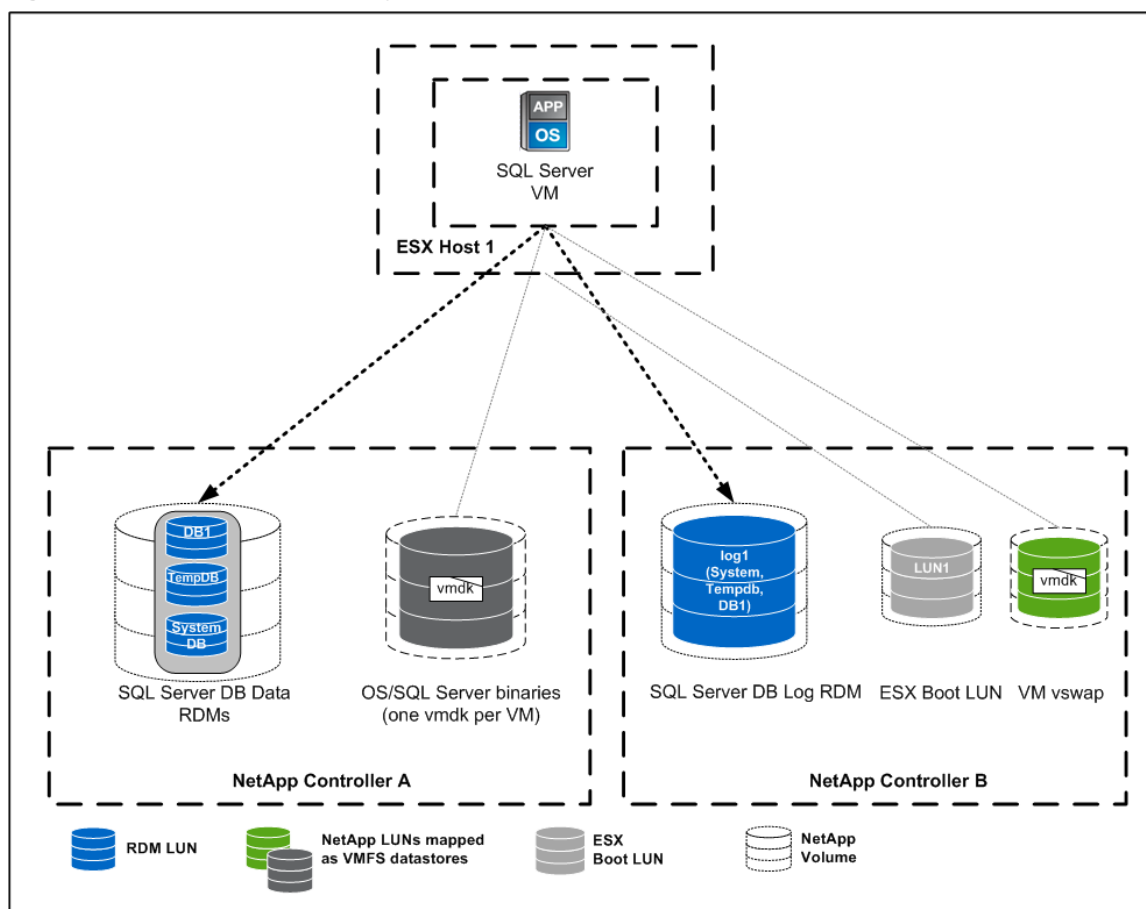 APP
OS
SQL Server
VM
ESX Host 1
DB1
TempDB
System
DB
SQL Server DB Data
RDMs
vmdk
OS/SQL Server binaries
(one vmdk per VM)
NetApp Controller A
log1
(System,
Tempdb,
DB1)
SQL Server DB Log RDM
LUN1
ESX Boot LUN
vmdk
VM vswap
NetApp Controller B
RDM LUN
NetApp LUNs mapped
as VMFS datastores
ESX
Boot LUN
NetApp
Volume